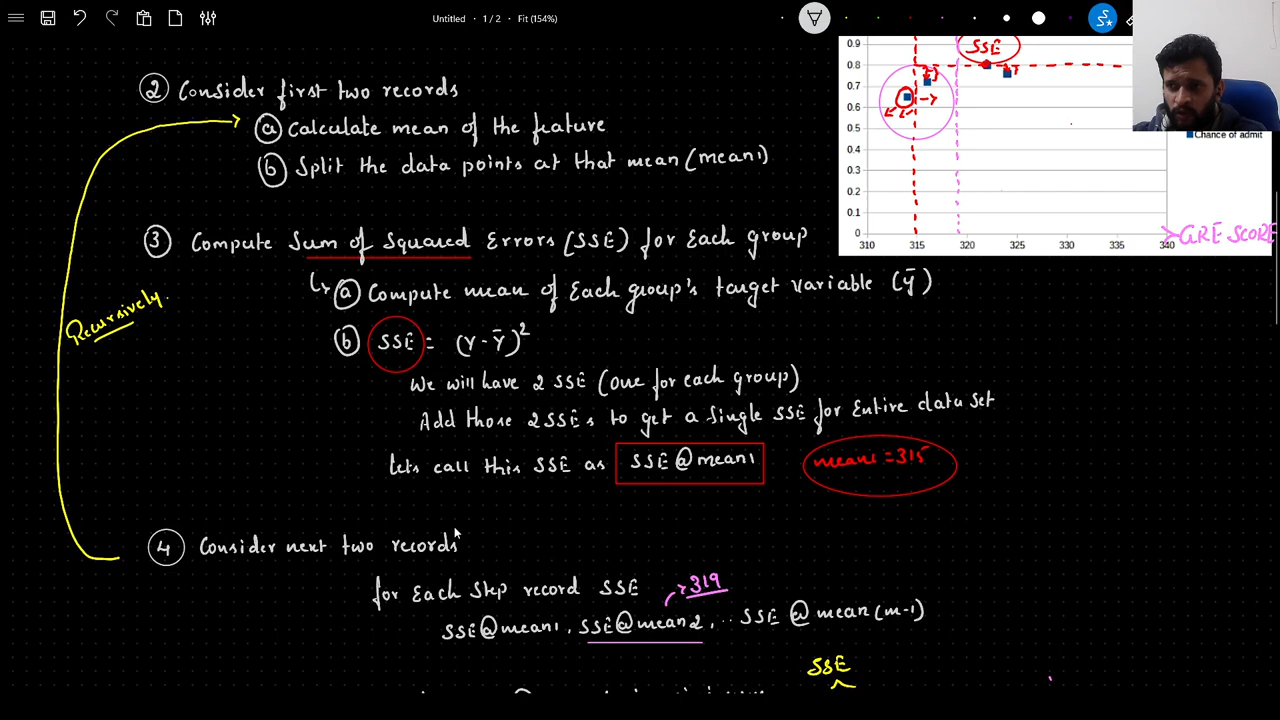 Untitled • 1 / 2 • Fit (154%)
② Consider first two records
ⓐ Calculate mean of the feature
ⓑ Split the data points at that mean (mean1)
③ Compute Sum of Squared Errors (SSE) for Each group
ⓐ Compute mean of Each group's target variable (ȳ)
ⓑ SSE = (Y - Ȳ)²
We will have 2 SSE (One for each group)
Add those 2 SSEs to get a Single SSE for Entire data set
Lets call this SSE as SSE@mean1
mean1 = 315
Recursively.
④ Consider next two records
for Each Step record SSE
319
SSE@mean1, SSE@mean2, .. SSE @ mean(m-1)
SSE
SSE
0.9
0.8
0.7
0.6
0.5
0.4
0.3
0.2
0.1
0
310 315 320 325 330 335 340
GRE SCORE
Chance of admit